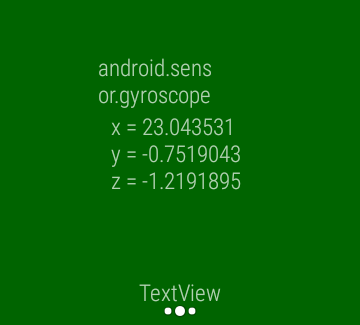 android.sens
or.gyroscope
x = 23.043531
y = -0.7519043
z = -1.2191895
TextView